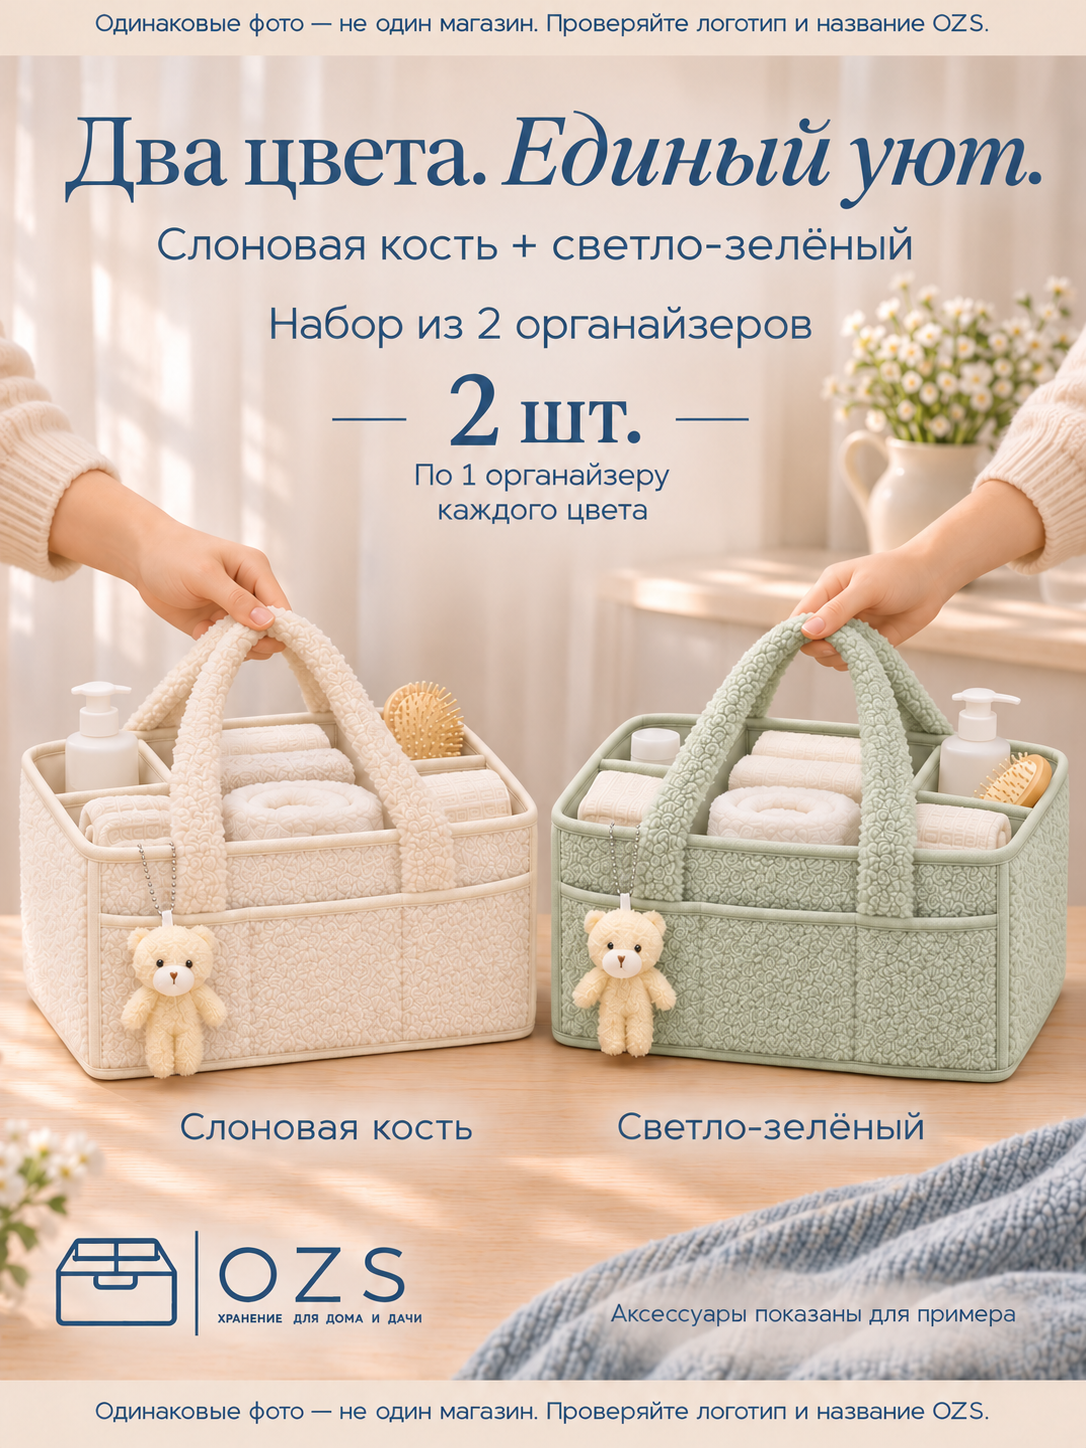 Одинаковые фото — не один магазин. Проверяйте логотип и название OZS.
Два цвета. Единый уют.
Слоновая кость + светло-зелёный
Набор из 2 органайзеров
2 шт.
По 1 органайзеру
каждого цвета
Слоновая кость
Светло-зелёный
OZS
ХРАНЕНИЕ ДЛЯ ДОМА И ДАЧИ
Аксессуары показаны для примера
Одинаковые фото — не один магазин. Проверяйте логотип и название OZS.